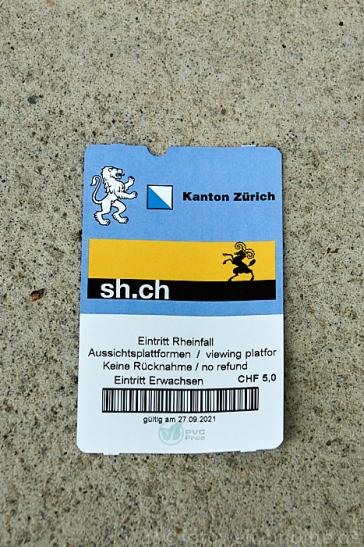 Kanton Zürich
sh.ch
Eintritt Rheinfall
Aussichtsplattformen / viewing platfor
Keine Rücknahme / no refund
Eintritt Erwachsen CHF 5,0
gültig am 27.09.2021
PVC
Free